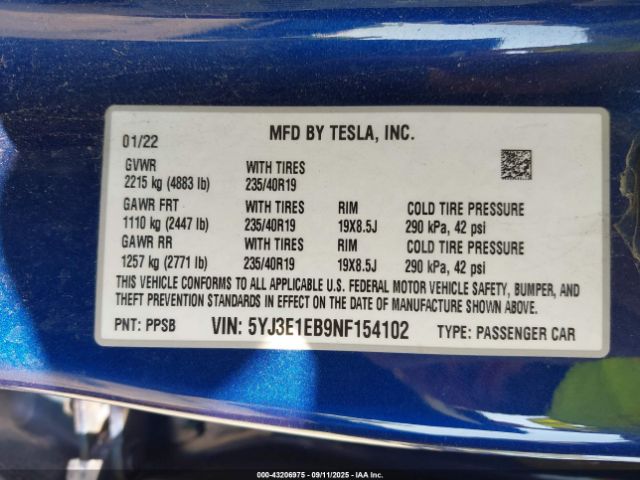 01/22 MFD BY TESLA, INC.
GVWR WITH TIRES
2215 kg (4883 lb) 235/40R19
GAWR FRT WITH TIRES RIM COLD TIRE PRESSURE
1110 kg (2447 lb) 235/40R19 19X8.5J 290 kPa, 42 psi
GAWR RR WITH TIRES RIM COLD TIRE PRESSURE
1257 kg (2771 lb) 235/40R19 19X8.5J 290 kPa, 42 psi
THIS VEHICLE CONFORMS TO ALL APPLICABLE U.S. FEDERAL MOTOR VEHICLE SAFETY, BUMPER, AND
THEFT PREVENTION STANDARDS IN EFFECT ON THE DATE OF MANUFACTURE SHOWN ABOVE.
PNT: PPSB VIN: 5YJ3E1EB9NF154102 TYPE: PASSENGER CAR
000-43206975 - 09/11/2025 - IAA Inc.